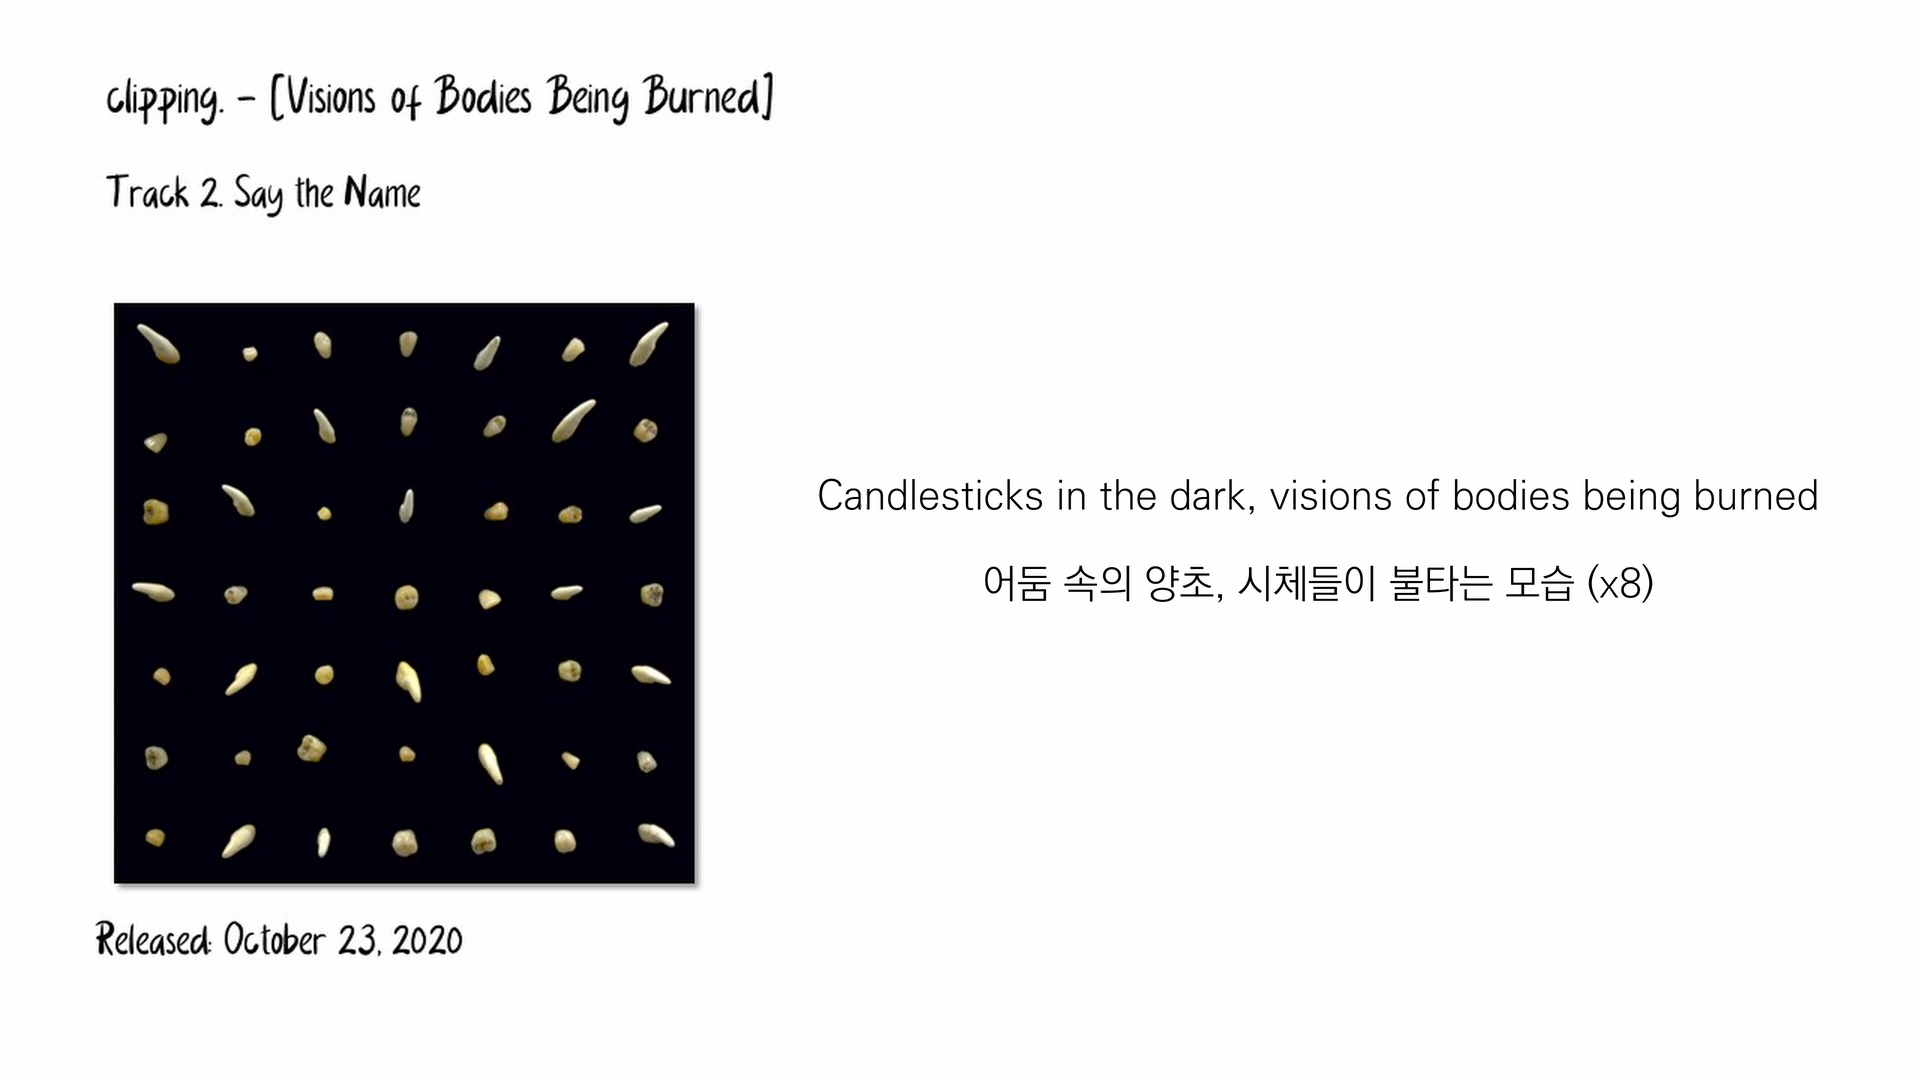 clipping. - [Visions of Bodies Being Burned]
Track 2. Say the Name
Candlesticks in the dark, visions of bodies being burned
어둠 속의 양초, 시체들이 불타는 모습 (x8)
Released: October 23, 2020